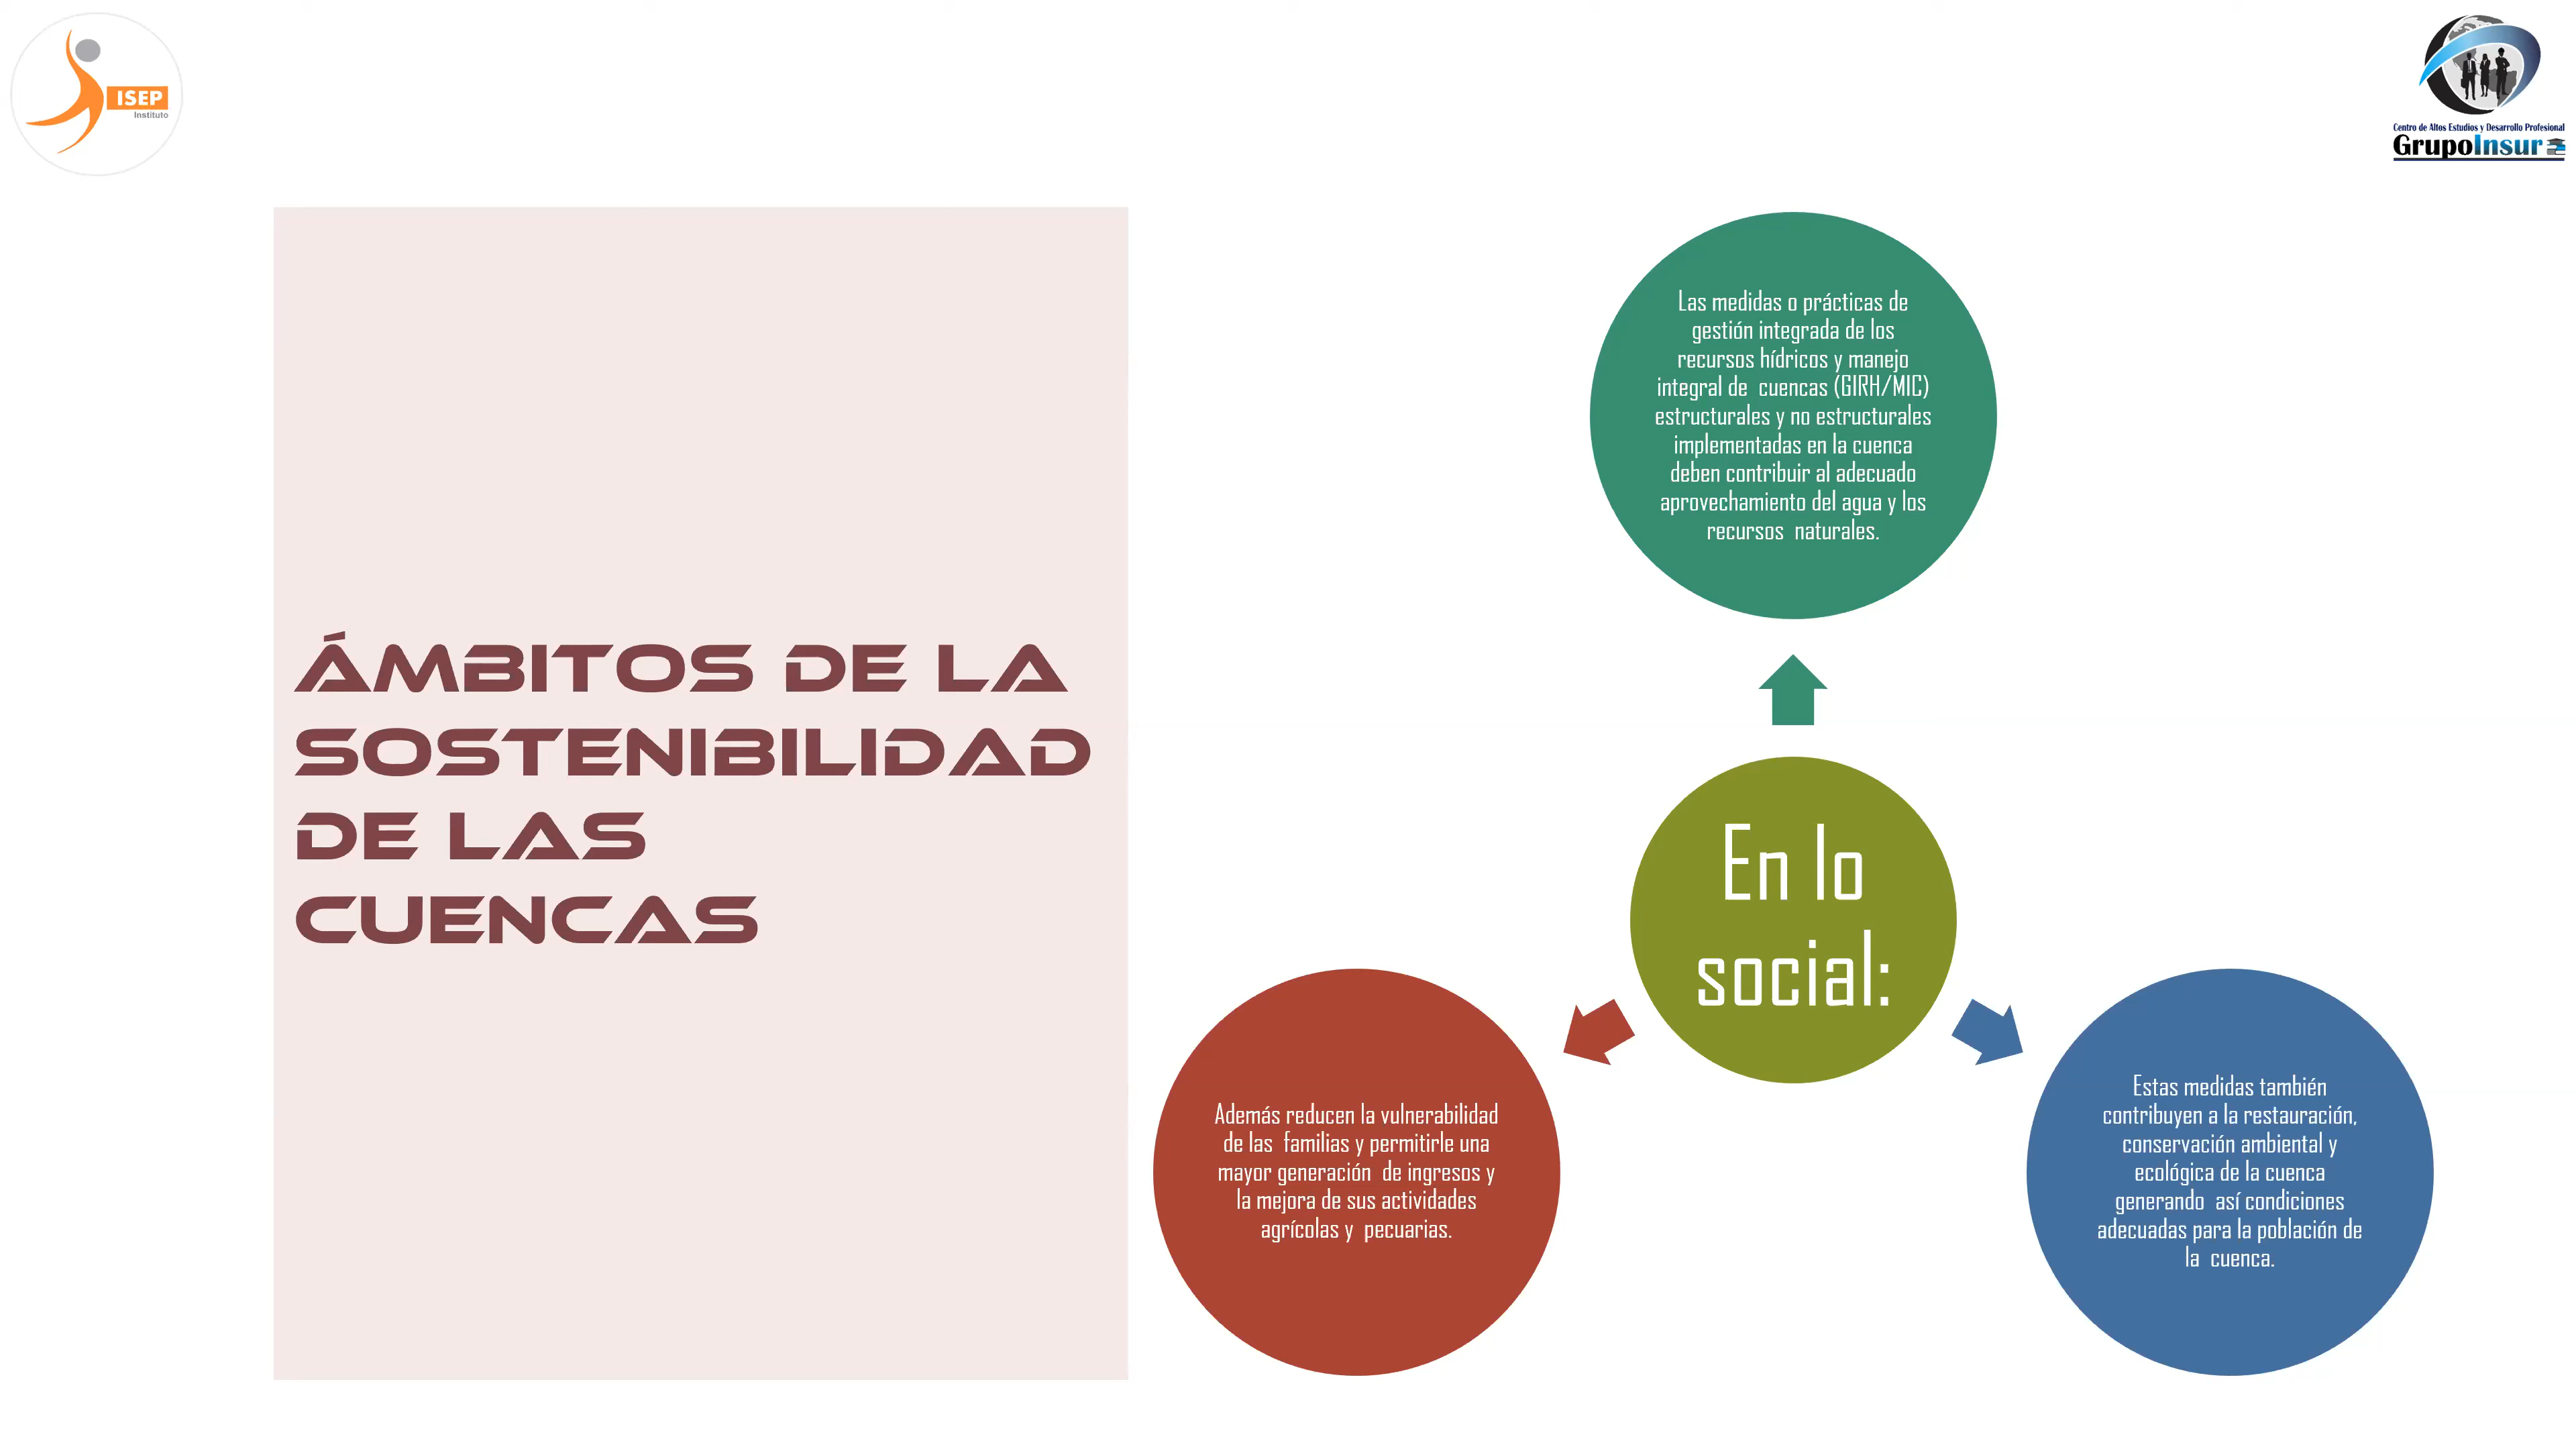 ISEP
Instituto
Centro de Altos Estudios y Desarrollo Profesional
GrupoInsur
ÁMBITOS DE LA
SOSTENIBILIDAD
DE LAS
CUENCAS
Las medidas o prácticas de
gestión integrada de los
recursos hídricos y manejo
integral de cuencas (GIRH/MIC)
estructurales y no estructurales
implementadas en la cuenca
deben contribuir al adecuado
aprovechamiento del agua y los
recursos naturales.
En lo
social:
Estas medidas también
contribuyen a la restauración,
conservación ambiental y
ecológica de la cuenca
generando así condiciones
adecuadas para la población de
la cuenca.
Además reducen la vulnerabilidad
de las familias y permitirle una
mayor generación de ingresos y
la mejora de sus actividades
agrícolas y pecuarias.